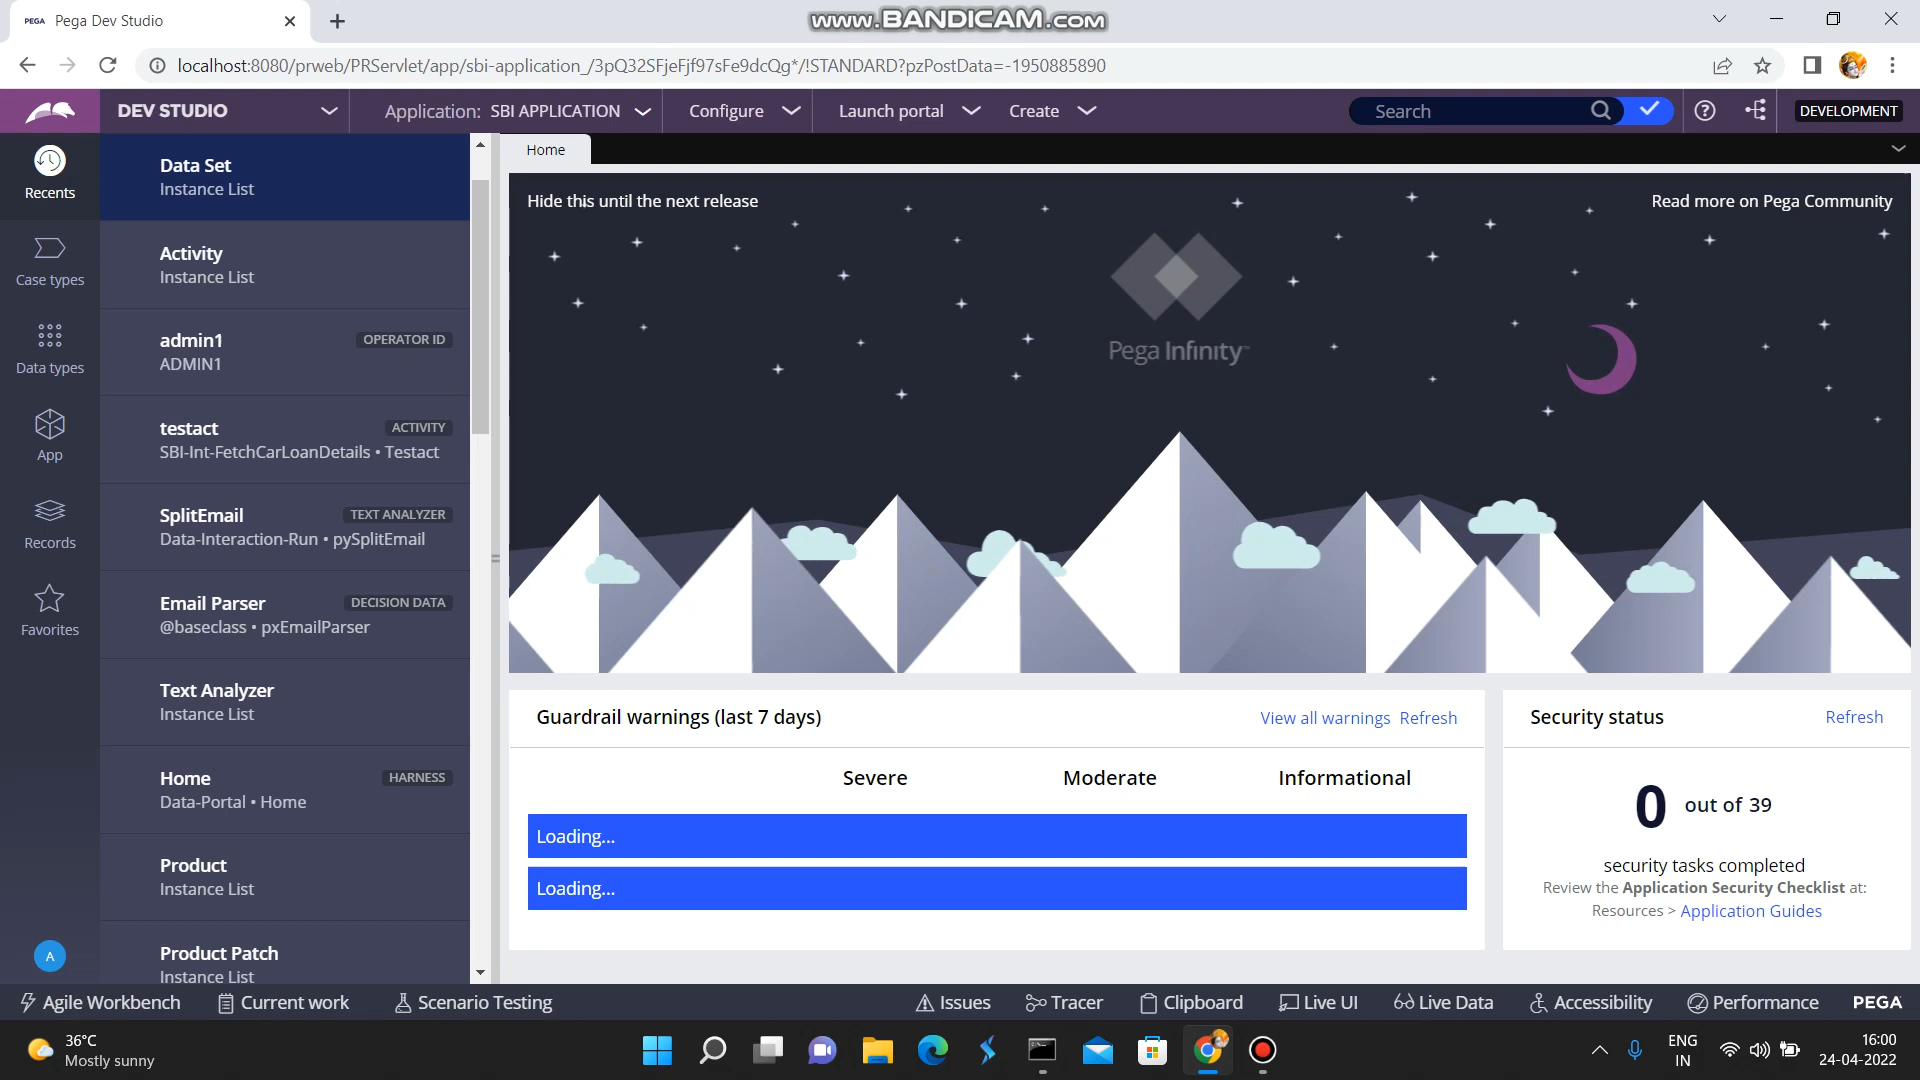 PEGA Pega Dev Studio
www.BANDICAM.com
localhost:8080/prweb/PRServlet/app/sbi-application_/3pQ32SFjeFjf97sFe9dcQg*/!STANDARD?pzPostData=-1950885890
DEV STUDIO
Application: SBI APPLICATION
Configure
Launch portal
Create
Search
DEVELOPMENT
Recents
Case types
Data types
App
Records
Favorites
A
Data Set
Instance List
Activity
Instance List
admin1 OPERATOR ID
ADMIN1
testact ACTIVITY
SBI-Int-FetchCarLoanDetails • Testact
SplitEmail TEXT ANALYZER
Data-Interaction-Run • pySplitEmail
Email Parser DECISION DATA
@baseclass • pxEmailParser
Text Analyzer
Instance List
Home HARNESS
Data-Portal • Home
Product
Instance List
Product Patch
Instance List
Home
Hide this until the next release
Read more on Pega Community
Pega Infinity™
Guardrail warnings (last 7 days)
View all warnings Refresh
Severe Moderate Informational
Loading...
Loading...
Security status Refresh
0 out of 39
security tasks completed
Review the Application Security Checklist at:
Resources > Application Guides
Agile Workbench Current work Scenario Testing Issues Tracer Clipboard Live UI Live Data Accessibility Performance PEGA
36°C
Mostly sunny
ENG
IN
16:00
24-04-2022